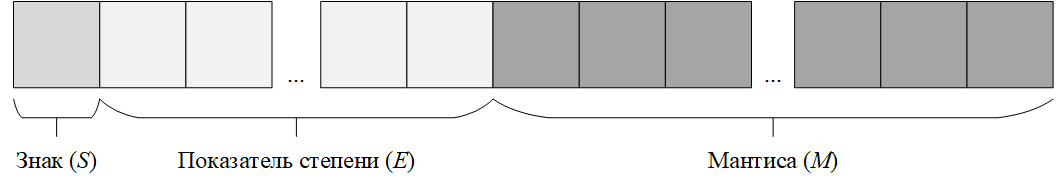 ... ...
Знак (S) Показатель степени (E) Мантиса (M)